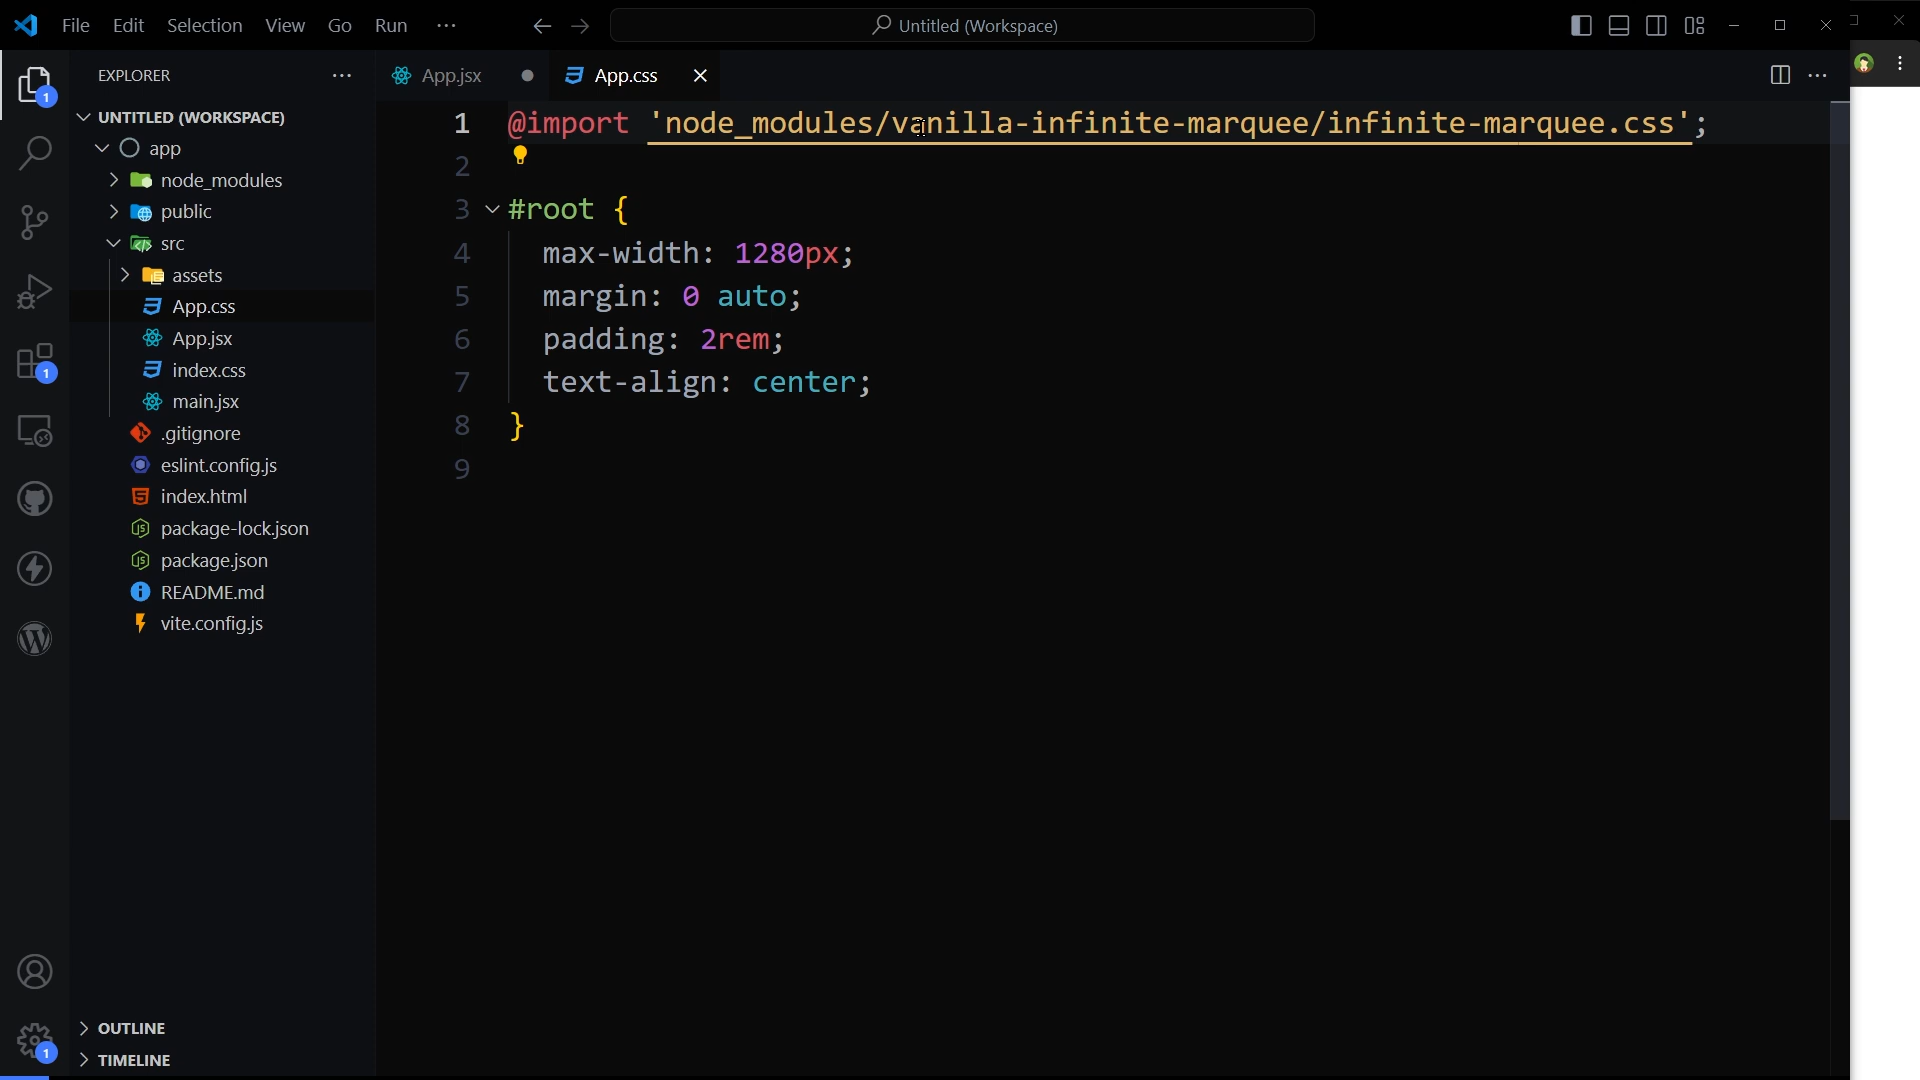 File Edit Selection View Go Run ···
Untitled (Workspace)
EXPLORER
UNTITLED (WORKSPACE)
app
node_modules
public
src
assets
App.css
App.jsx
index.css
main.jsx
.gitignore
eslint.config.js
index.html
package-lock.json
package.json
README.md
vite.config.js
OUTLINE
TIMELINE
1
1
1
App.jsx App.css
1 @import 'node_modules/vanilla-infinite-marquee/infinite-marquee.css';
2
3 #root {
4 max-width: 1280px;
5 margin: 0 auto;
6 padding: 2rem;
7 text-align: center;
8 }
9